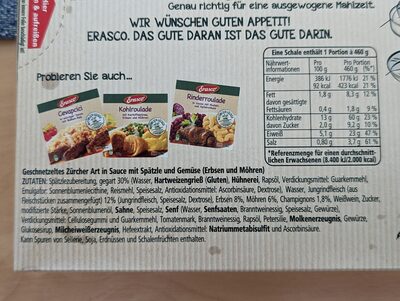 Genau richtig für eine ausgewogene Mahlzeit.
& aufreißen
WIR WÜNSCHEN GUTEN APPETIT!
ERASCO. DAS GUTE DARAN IST DAS GUTE DARIN.
Probieren Sie auch...
Erasco
Cevapcici
Erasco
Kohlroulade
Erasco
Rinderroulade
Eine Schale enthält 1 Portion à 460 g
Nährwert-informationen Pro 100 g Pro 460 g (%*)
Energie 386 kJ 1776 kJ 21 %
92 kcal 423 kcal 21 %
Fett 1,8 g 8,3 g 12 %
davon gesättigte
Fettsäuren 0,4 g 1,8 g 9 %
Kohlenhydrate 13 g 60 g 23 %
davon Zucker 2,0 g 9,2 g 10 %
Eiweiß 5,1 g 23 g 47 %
Salz 0,80 g 3,7 g 61 %
*Referenzmenge für einen durchschnitt-
lichen Erwachsenen (8.400 kJ/2.000 kcal)
Geschnetzeltes Zürcher Art in Sauce mit Spätzle und Gemüse (Erbsen und Möhren)
ZUTATEN: Spätzlezubereitung, gegart 30% (Wasser, Hartweizengrieß (Gluten), Hühnerei, Rapsöl, Verdickungsmittel: Guarkernmehl,
Emulgator: Sonnenblumenlecithine, Reismehl, Speisesalz, Antioxidationsmittel: Ascorbinsäure, Dextrose), Wasser, Jungrindfleisch (aus
Fleischstücken zusammengefügt) 12% (Jungrindfleisch, Speisesalz, Dextrose), Erbsen 8%, Möhren 6%, Champignons 1,8%, Weißwein, Zucker,
modifizierte Stärke, Sonnenblumenöl, Sahne, Speisesalz, Senf (Wasser, Senfsaaten, Branntweinessig, Speisesalz, Gewürze),
Verdickungsmittel: Cellulosegummi und Guarkernmehl, Tomatenmark, Branntweinessig, Rapsöl, Petersilie, Molkenerzeugnis, Gewürze,
Glukosesirup, Milcheiweißerzeugnis, Hefeextrakt, Antioxidationsmittel: Natriummetabisulfit und Ascorbinsäure.
Kann Spuren von Sellerie, Soja, Erdnüssen und Schalenfrüchten enthalten.